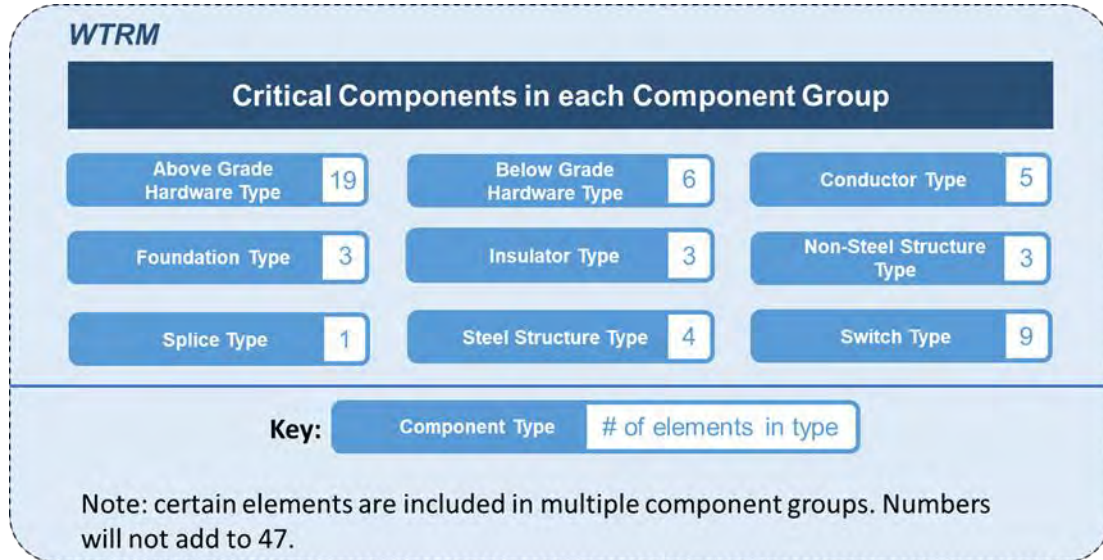 WTRM
Critical Components in each Component Group
Above Grade
Hardware Type
19
Below Grade
Hardware Type
6
Conductor Type
5
Foundation Type
3
Insulator Type
3
Non-Steel Structure
Type
3
Splice Type
1
Steel Structure Type
4
Switch Type
9
Key:
Component Type
# of elements in type
Note: certain elements are included in multiple component groups. Numbers
will not add to 47.